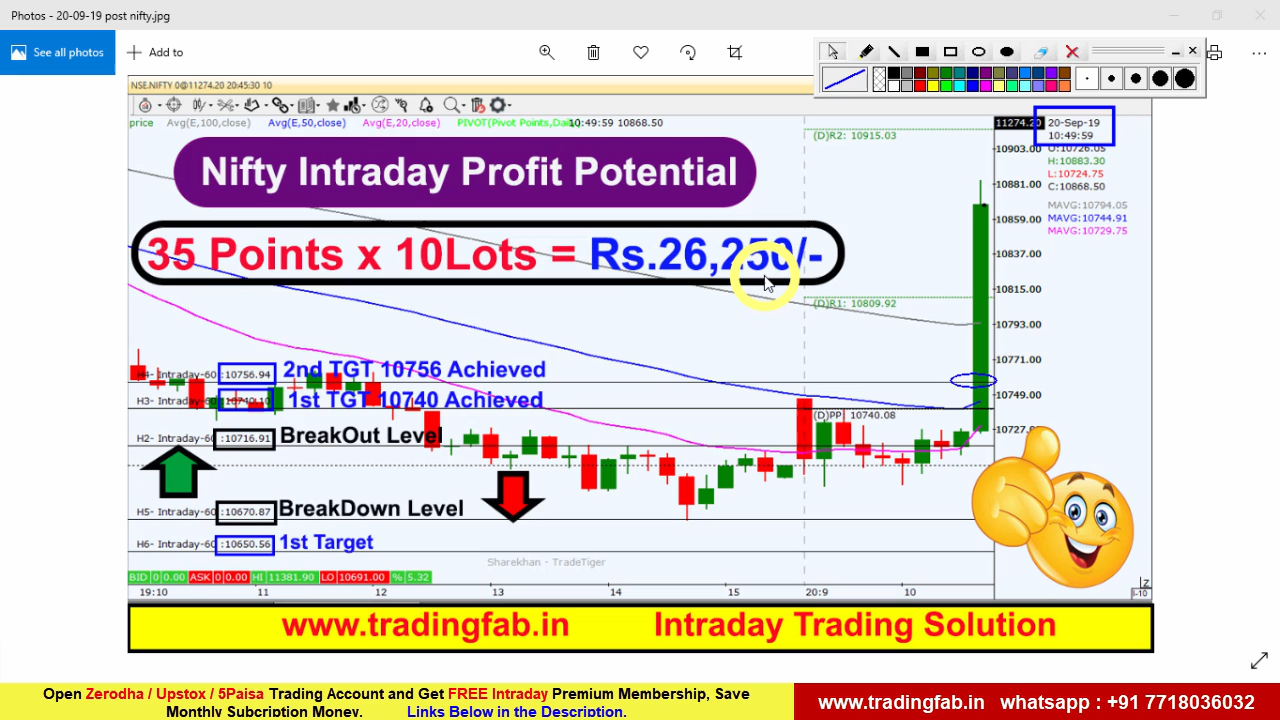 Photos - 20-09-19 post nifty.jpg
See all photos
Add to
NSE.NIFTY 0@11274.20 20:45:30 10
price Avg(E,100,close) Avg(E,50,close) Avg(E,20,close) PIVOT(Pivot Points,Dail 10:49:59 10868.50
11274.20
20-Sep-19
10:49:59
(D)R2: 10915.03
O:10726.05
10903.00
H:10883.30
L:10724.75
Nifty Intraday Profit Potential
10881.00
C:10868.50
MAVG:10794.05
10859.00
MAVG:10744.91
MAVG:10729.75
35 Points x 10Lots = Rs.26,250/-
10837.00
10815.00
(D)R1: 10809.92
10793.00
10771.00
H4- Intraday-60 :10756.94 2nd TGT 10756 Achieved
10749.00
H3- Intraday-60 :10740.10 1st TGT 10740 Achieved
(D)PP 10740.08
10727.00
H2- Intraday-60 :10716.91 BreakOut Level
H5- Intraday-60 :10670.87 BreakDown Level
H6- Intraday-60 :10650.56 1st Target
Sharekhan - TradeTiger
BID 0 0.00 ASK 0 0.00 HI 11381.90 LO 10691.00 % 5.32
19:10 11 12 13 14 15 20:9 10
I-10
www.tradingfab.in Intraday Trading Solution
Open Zerodha / Upstox / 5Paisa Trading Account and Get FREE Intraday Premium Membership, Save
Monthly Subcription Money. Links Below in the Description.
www.tradingfab.in whatsapp : +91 7718036032